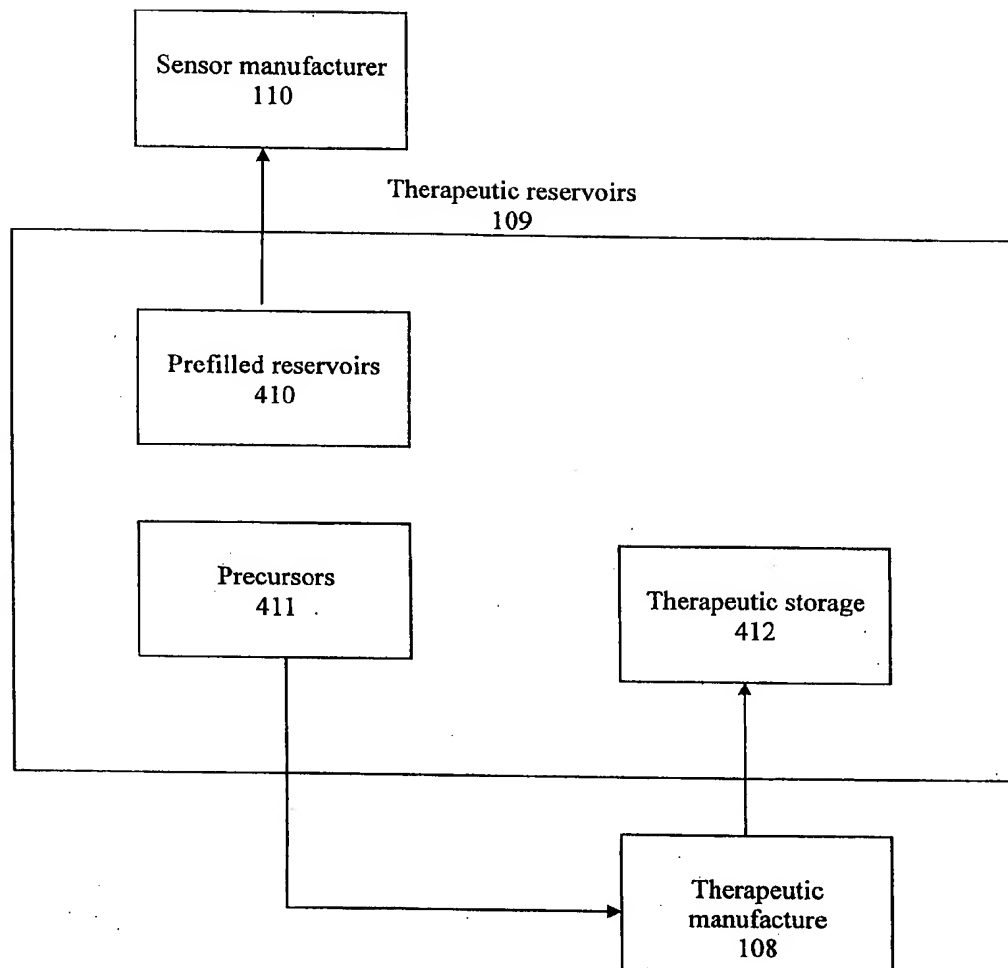 Sensor manufacturer
110
Therapeutic reservoirs
109
Prefilled reservoirs
410
Precursors
411
Therapeutic storage
412
Therapeutic
manufacture
108